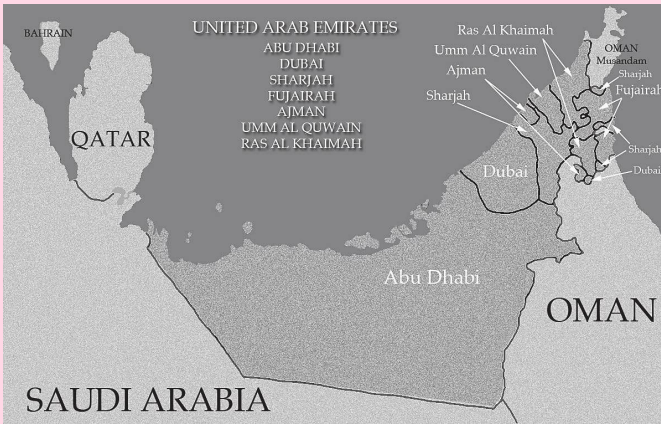 UNITED ARAB EMIRATES
ABU DHABI
DUBAI
SHARJAH
FUJAIRAH
AJMAN
UMM AL QUWAIN
RAS AL KHAIMAH
BAHRAIN
QATAR
Ras Al Khaimah
Umm Al Quwain
Ajman
Sharjah
OMAN
Musandam
Sharjah
Fujairah
Sharjah
Dubai
Dubai
Abu Dhabi
OMAN
SAUDI ARABIA